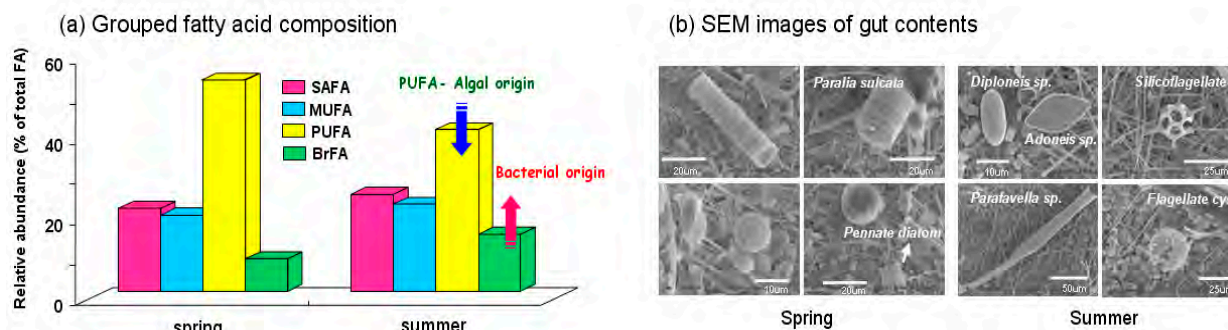 (a) Grouped fatty acid composition
Relative abundance (% of total FA)
60
40
20
0
SAFA
MUFA
PUFA
BrFA
PUFA- Algal origin
Bacterial origin
spring
summer
(b) SEM images of gut contents
20um
Paralia sulcata
20um
Diploneis sp.
Adoneis sp.
10um
Silicoflagellate
25um
10um
Pennate diatom
20um
Parafavella sp.
50um
Flagellate cy
25um
Spring
Summer